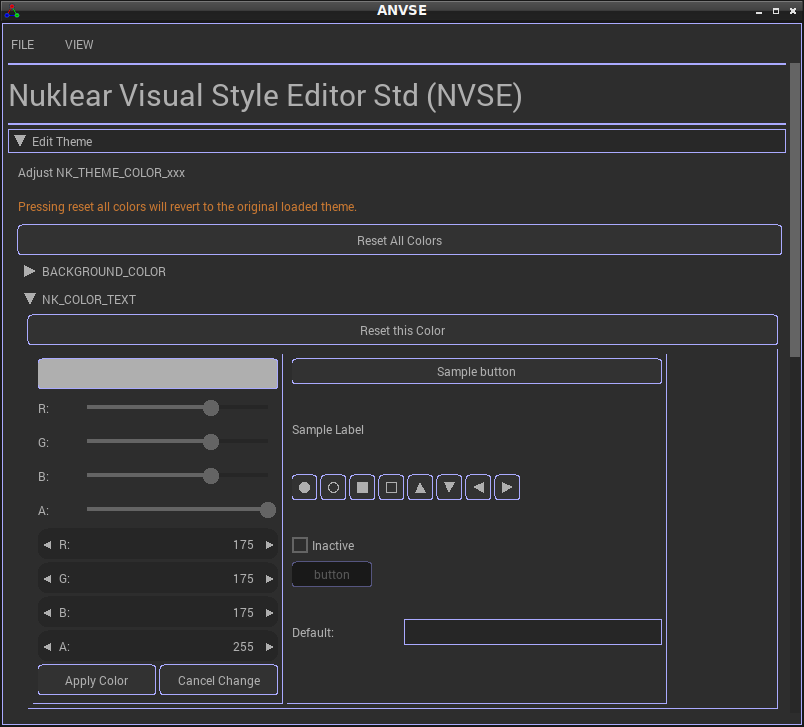 ANVSE
FILE VIEW
Nuklear Visual Style Editor Std (NVSE)
Edit Theme
Adjust NK_THEME_COLOR_xxx
Pressing reset all colors will revert to the original loaded theme.
Reset All Colors
BACKGROUND_COLOR
NK_COLOR_TEXT
Reset this Color
Sample button
R:
G:
B:
A:
Sample Label
R: 175
G: 175
B: 175
A: 255
Inactive
button
Default:
Apply Color Cancel Change